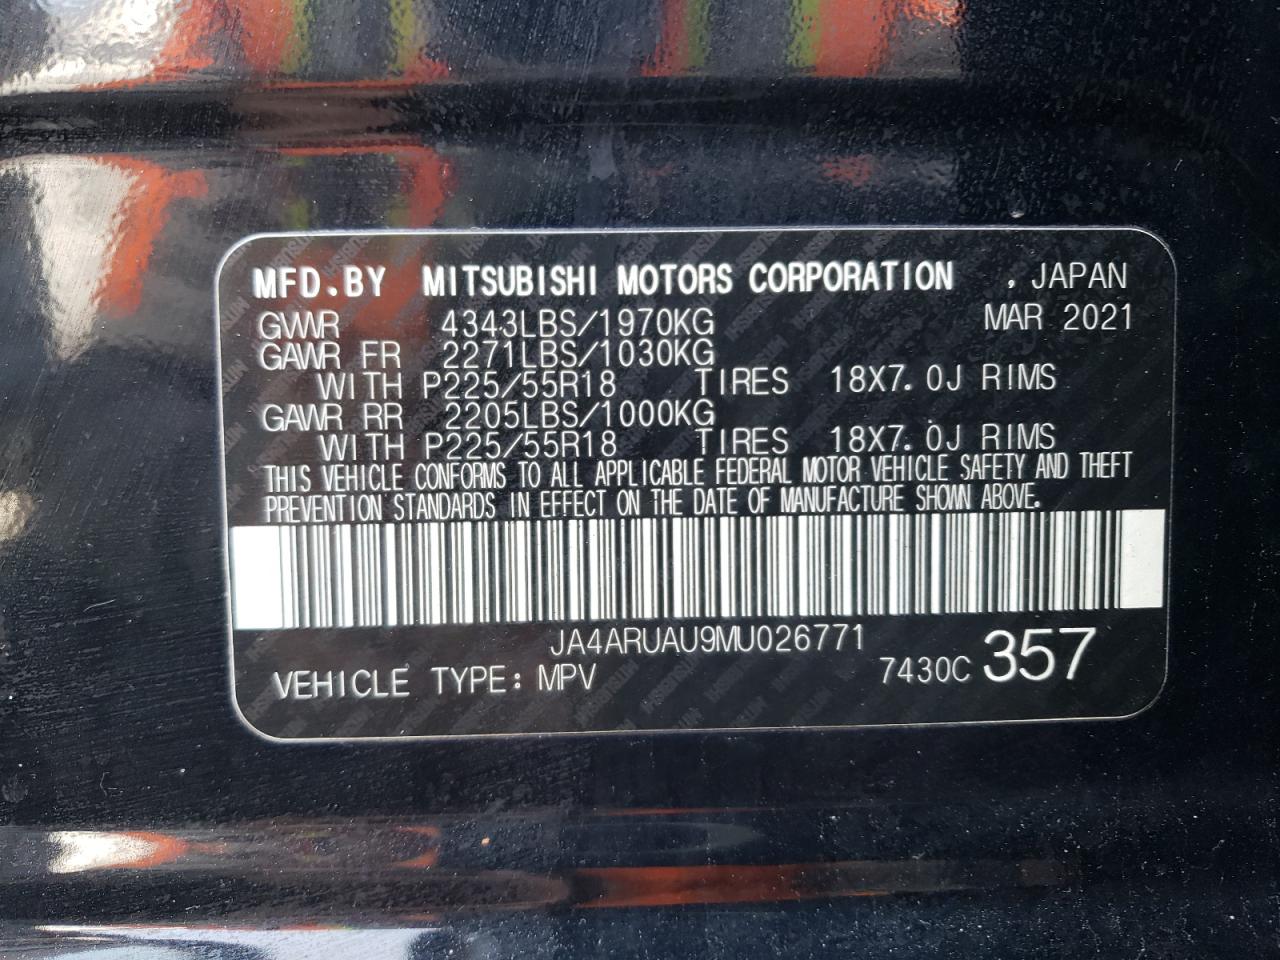 MFD.BY MITSUBISHI MOTORS CORPORATION , JAPAN
GVWR 4343LBS/1970KG MAR 2021
GAWR FR 2271LBS/1030KG
WITH P225/55R18 TIRES 18X7.0J RIMS
GAWR RR 2205LBS/1000KG
WITH P225/55R18 TIRES 18X7.0J RIMS
THIS VEHICLE CONFORMS TO ALL APPLICABLE FEDERAL MOTOR VEHICLE SAFETY AND THEFT
PREVENTION STANDARDS IN EFFECT ON THE DATE OF MANUFACTURE SHOWN ABOVE.
JA4ARUAU9MU026771
VEHICLE TYPE: MPV 7430C 357